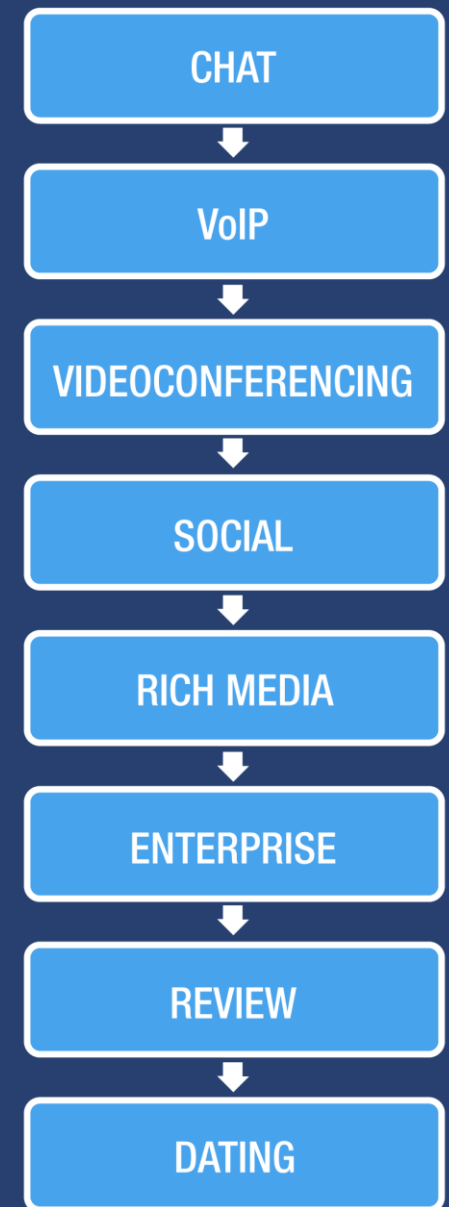 CHAT
VoIP
VIDEOCONFERENCING
SOCIAL
RICH MEDIA
ENTERPRISE
REVIEW
DATING